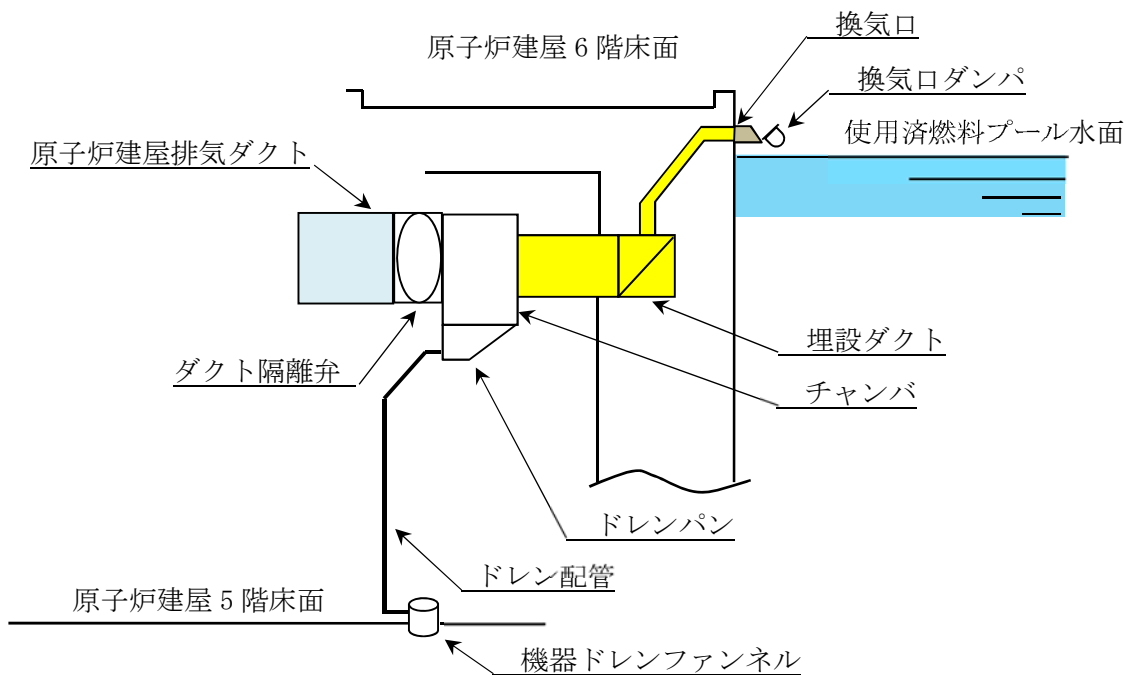 換気口
原子炉建屋6階床面
換気口ダンパ
使用済燃料プール水面
原子炉建屋排気ダクト
埋設ダクト
ダクト隔離弁
チャンバ
ドレンパン
ドレン配管
原子炉建屋5階床面
機器ドレンファンネル